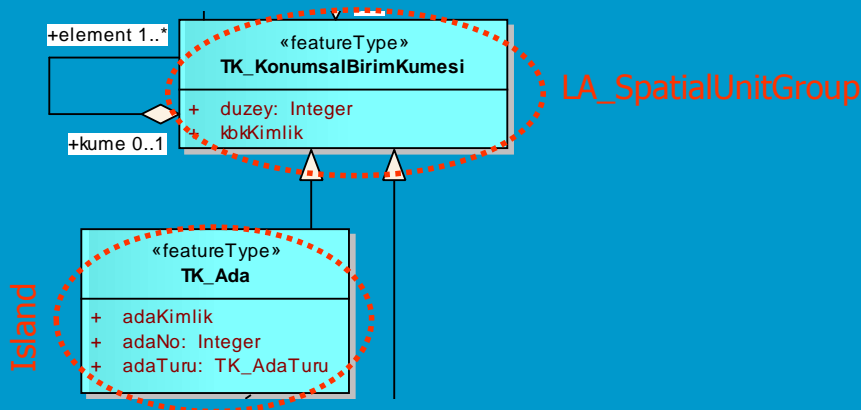 +element 1..*
«featureType»
TK_KonumsalBirimKumesi
+ duzey: Integer
+ kbkKimlik
+kume 0..1
LA_SpatialUnitGroup
«featureType»
TK_Ada
+ adaKimlik
+ adaNo: Integer
+ adaTuru: TK_AdaTuru
Island